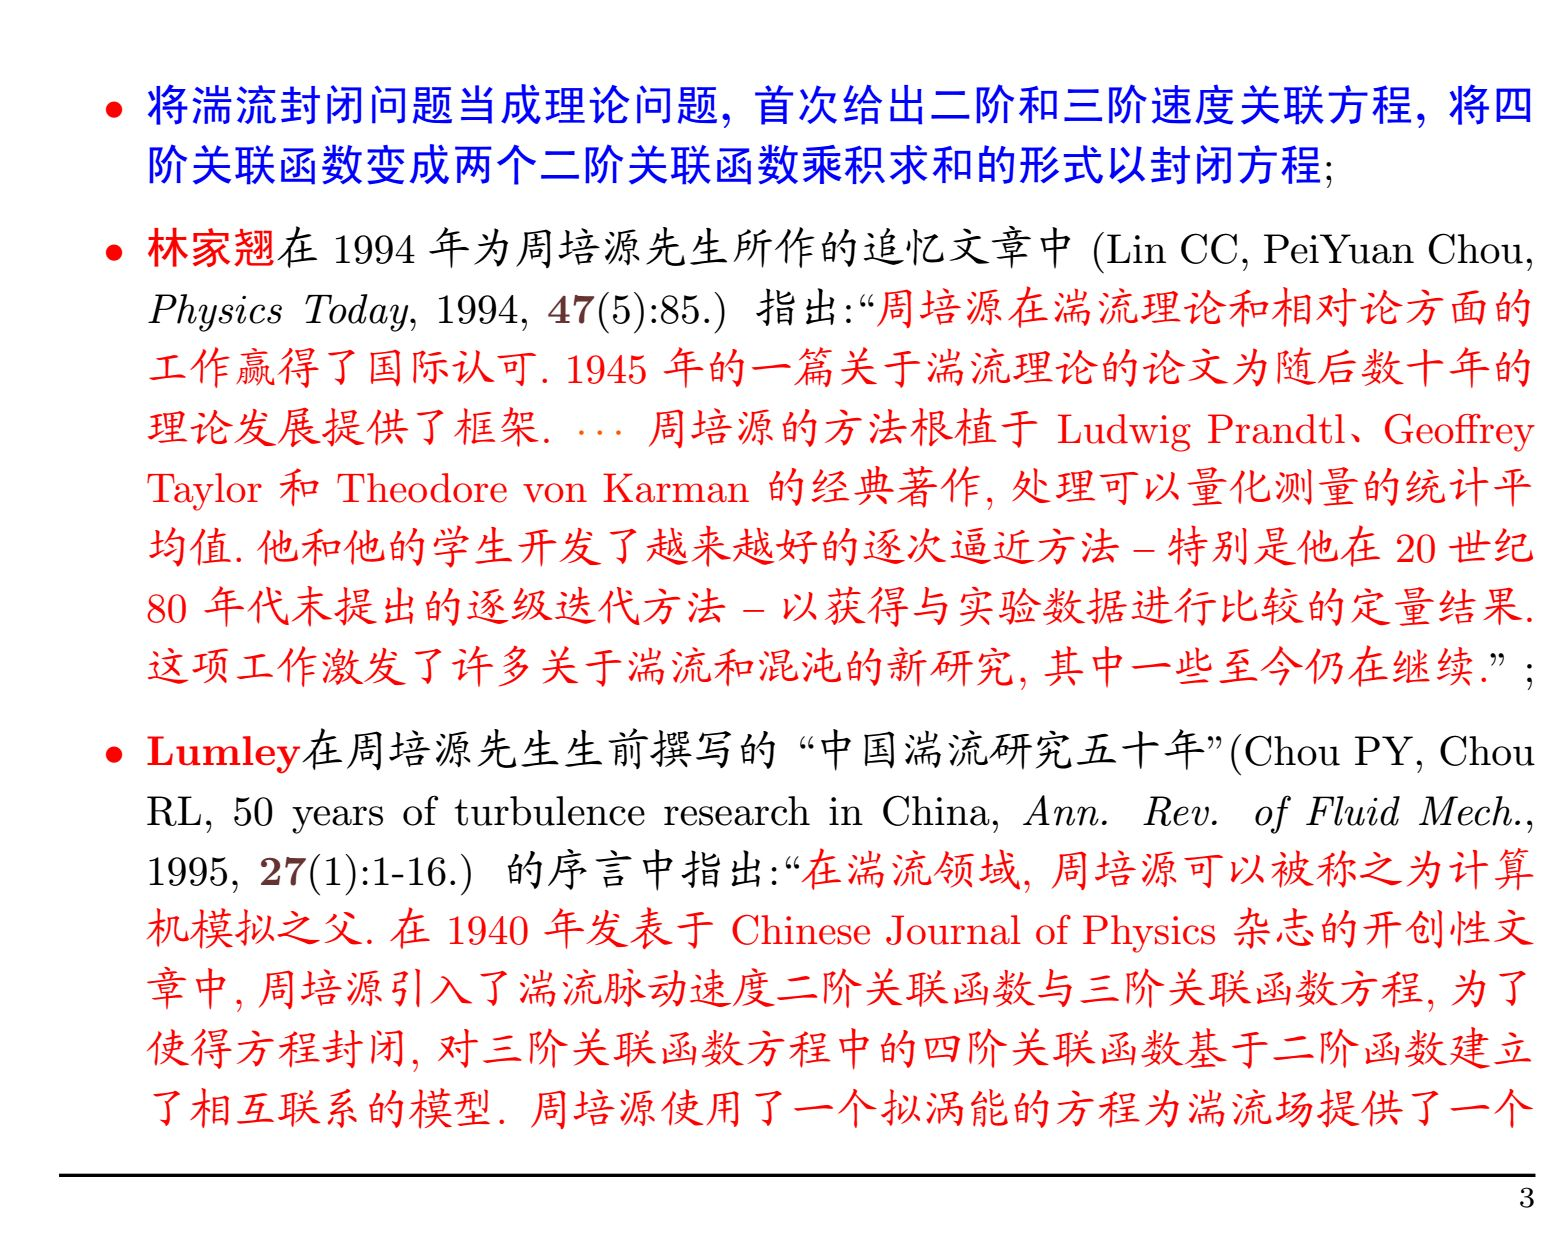 • 将湍流封闭问题当成理论问题, 首次给出二阶和三阶速度关联方程, 将四
阶关联函数变成两个二阶关联函数乘积求和的形式以封闭方程;
• 林家翘在 1994 年为周培源先生所作的追忆文章中 (Lin CC, PeiYuan Chou,
Physics Today, 1994, 47(5):85.) 指出:“周培源在湍流理论和相对论方面的
工作赢得了国际认可. 1945 年的一篇关于湍流理论的论文为随后数十年的
理论发展提供了框架. ··· 周培源的方法根植于 Ludwig Prandtl、Geoffrey
Taylor 和 Theodore von Karman 的经典著作, 处理可以量化测量的统计平
均值. 他和他的学生开发了越来越好的逐次逼近方法 – 特别是他在 20 世纪
80 年代末提出的逐级迭代方法 – 以获得与实验数据进行比较的定量结果.
这项工作激发了许多关于湍流和混沌的新研究, 其中一些至今仍在继续.” ;
• Lumley在周培源先生生前撰写的 “中国湍流研究五十年”(Chou PY, Chou
RL, 50 years of turbulence research in China, Ann. Rev. of Fluid Mech.,
1995, 27(1):1-16.) 的序言中指出:“在湍流领域, 周培源可以被称之为计算
机模拟之父. 在 1940 年发表于 Chinese Journal of Physics 杂志的开创性文
章中, 周培源引入了湍流脉动速度二阶关联函数与三阶关联函数方程, 为了
使得方程封闭, 对三阶关联函数方程中的四阶关联函数基于二阶函数建立
了相互联系的模型. 周培源使用了一个拟涡能的方程为湍流场提供了一个
3